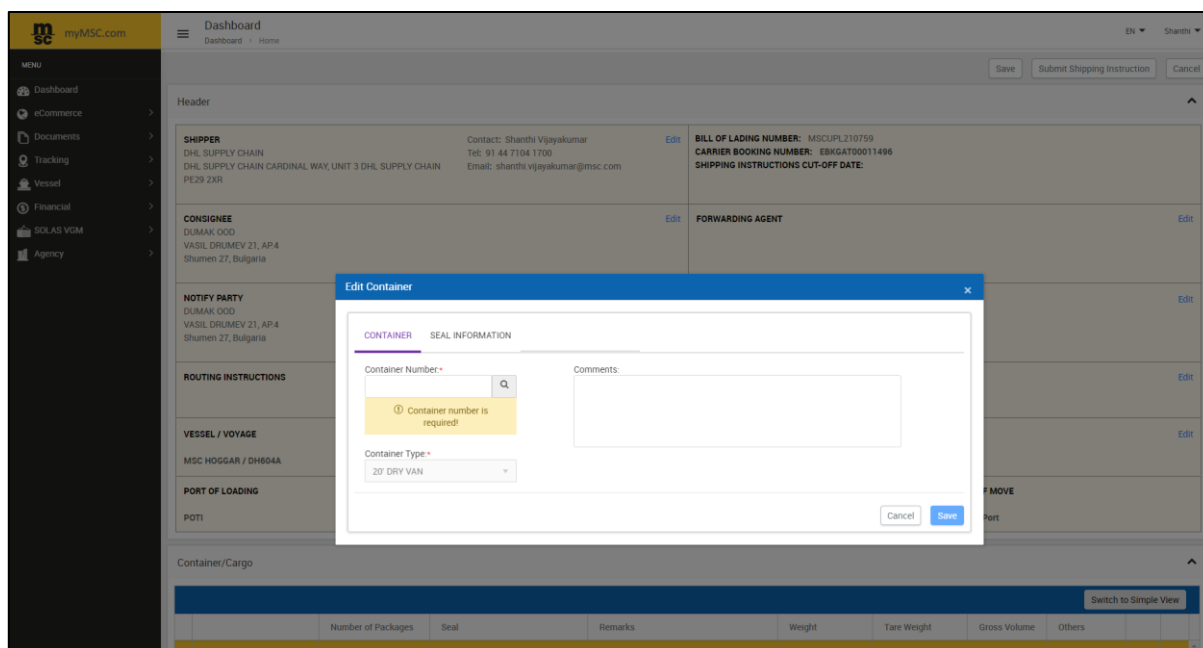 msc myMSC.com
Dashboard
Dashboard > Home
EN
Shanthi
MENU
Dashboard
eCommerce
Documents
Tracking
Vessel
Financial
SOLAS VGM
Agency
Save
Submit Shipping Instruction
Cancel
Header
SHIPPER
DHL SUPPLY CHAIN
DHL SUPPLY CHAIN CARDINAL WAY, UNIT 3 DHL SUPPLY CHAIN
PE29 2XR
Contact: Shanthi Vijayakumar
Tel: 91 44 7104 1700
Email: shanthi.vijayakumar@msc.com
Edit
BILL OF LADING NUMBER: MSCUPL210759
CARRIER BOOKING NUMBER: EBKGAT00011496
SHIPPING INSTRUCTIONS CUT-OFF DATE:
CONSIGNEE
DUMAK OOD
VASIL DRUMEV 21, AP.4
Shumen 27, Bulgaria
Edit
FORWARDING AGENT
Edit
NOTIFY PARTY
DUMAK OOD
VASIL DRUMEV 21, AP.4
Shumen 27, Bulgaria
Edit
ROUTING INSTRUCTIONS
Edit
VESSEL / VOYAGE
MSC HOGGAR / DH604A
Edit
PORT OF LOADING
POTI
F MOVE
Port
Edit Container
×
CONTAINER
SEAL INFORMATION
Container Number:*
Container number is
required!
Container Type:*
20' DRY VAN
Comments:
Cancel
Save
Container/Cargo
Switch to Simple View
Number of Packages
Seal
Remarks
Weight
Tare Weight
Gross Volume
Others